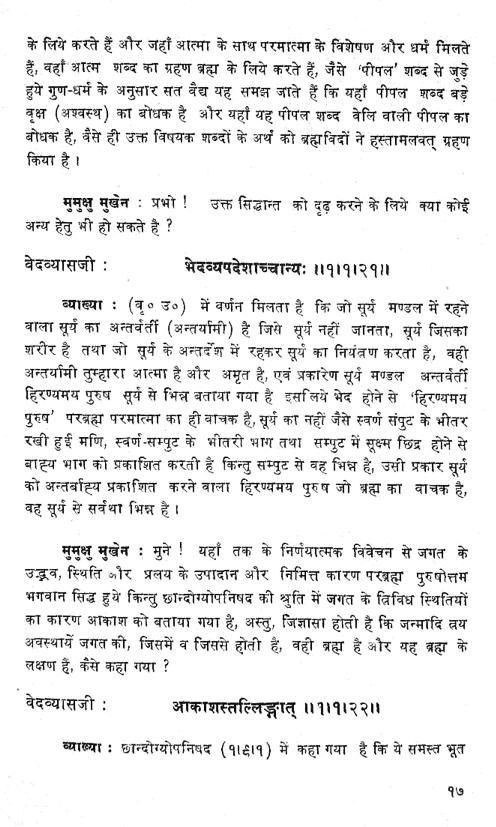 के लिये करते हैं और जहाँ आत्मा के साथ परमात्मा के विशेषण और धर्म मिलते
हैं, वहाँ आत्म शब्द का ग्रहण ब्रह्म के लिये करते हैं, जैसे 'पीपल' शब्द से जुड़े
हुये गुण-धर्म के अनुसार सत वैद्य यह समझ जाते हैं कि यहाँ पीपल शब्द बड़े
वृक्ष (अश्वस्थ) का बोधक है और यहाँ यह पीपल शब्द वेलि वाली पीपल का
बोधक है, वैसे ही उक्त विषयक शब्दों के अर्थ को ब्रह्मविदों ने हस्तामलवत् ग्रहण
किया है ।
मुमुक्षु मुखेन : प्रभो ! उक्त सिद्धान्त को दृढ़ करने के लिये क्या कोई
अन्य हेतु भी हो सकते है ?
वेदव्यासजी : भेदव्यपदेशाच्चान्यः ॥१।१।२१॥
व्याख्या : (वृ० उ०) में वर्णन मिलता है कि जो सूर्य मण्डल में रहने
वाला सूर्य का अन्तर्वर्ती (अन्तर्यामी) है जिसे सूर्य नहीं जानता, सूर्य जिसका
शरीर है तथा जो सूर्य के अन्तर्देश में रहकर सूर्य का नियंत्रण करता है, वही
अन्तर्यामी तुम्हारा आत्मा है और अमृत है, एवं प्रकारेण सूर्य मण्डल अन्तर्वर्ती
हिरण्यमय पुरुष सूर्य से भिन्न बताया गया है इसलिये भेद होने से 'हिरण्यमय
पुरुष' परब्रह्म परमात्मा का ही वाचक है, सूर्य का नहीं जैसे स्वर्ण संपुट के भीतर
रखी हुई मणि, स्वर्ण-सम्पुट के भीतरी भाग तथा सम्पुट में सूक्ष्म छिद्र होने से
बाह्य भाग को प्रकाशित करती है किन्तु सम्पुट से वह भिन्न है, उसी प्रकार सूर्य
को अन्तर्बाह्य प्रकाशित करने वाला हिरण्यमय पुरुष जो ब्रह्म का वाचक है,
वह सूर्य से सर्वथा भिन्न है ।
मुमुक्षु मुखेन : मुने ! यहाँ तक के निर्णयात्मक विवेचन से जगत के
उद्भव, स्थिति और प्रलय के उपादान और निमित्त कारण परब्रह्म पुरुषोत्तम
भगवान सिद्ध हुये किन्तु छान्दोग्योपनिषद की श्रुति में जगत के त्रिविध स्थितियों
का कारण आकाश को बताया गया है, अस्तु, जिज्ञासा होती है कि जन्मादि त्रय
अवस्थायें जगत की, जिसमें व जिससे होती है, वही ब्रह्म है और यह ब्रह्म के
लक्षण हैं, कैसे कहा गया ?
वेदव्यासजी : आकाशस्तल्लिङ्गात् ॥१।१।२२॥
व्याख्या : छान्दोग्योपनिषद (१।९।१) में कहा गया है कि ये समस्त भूत
१७